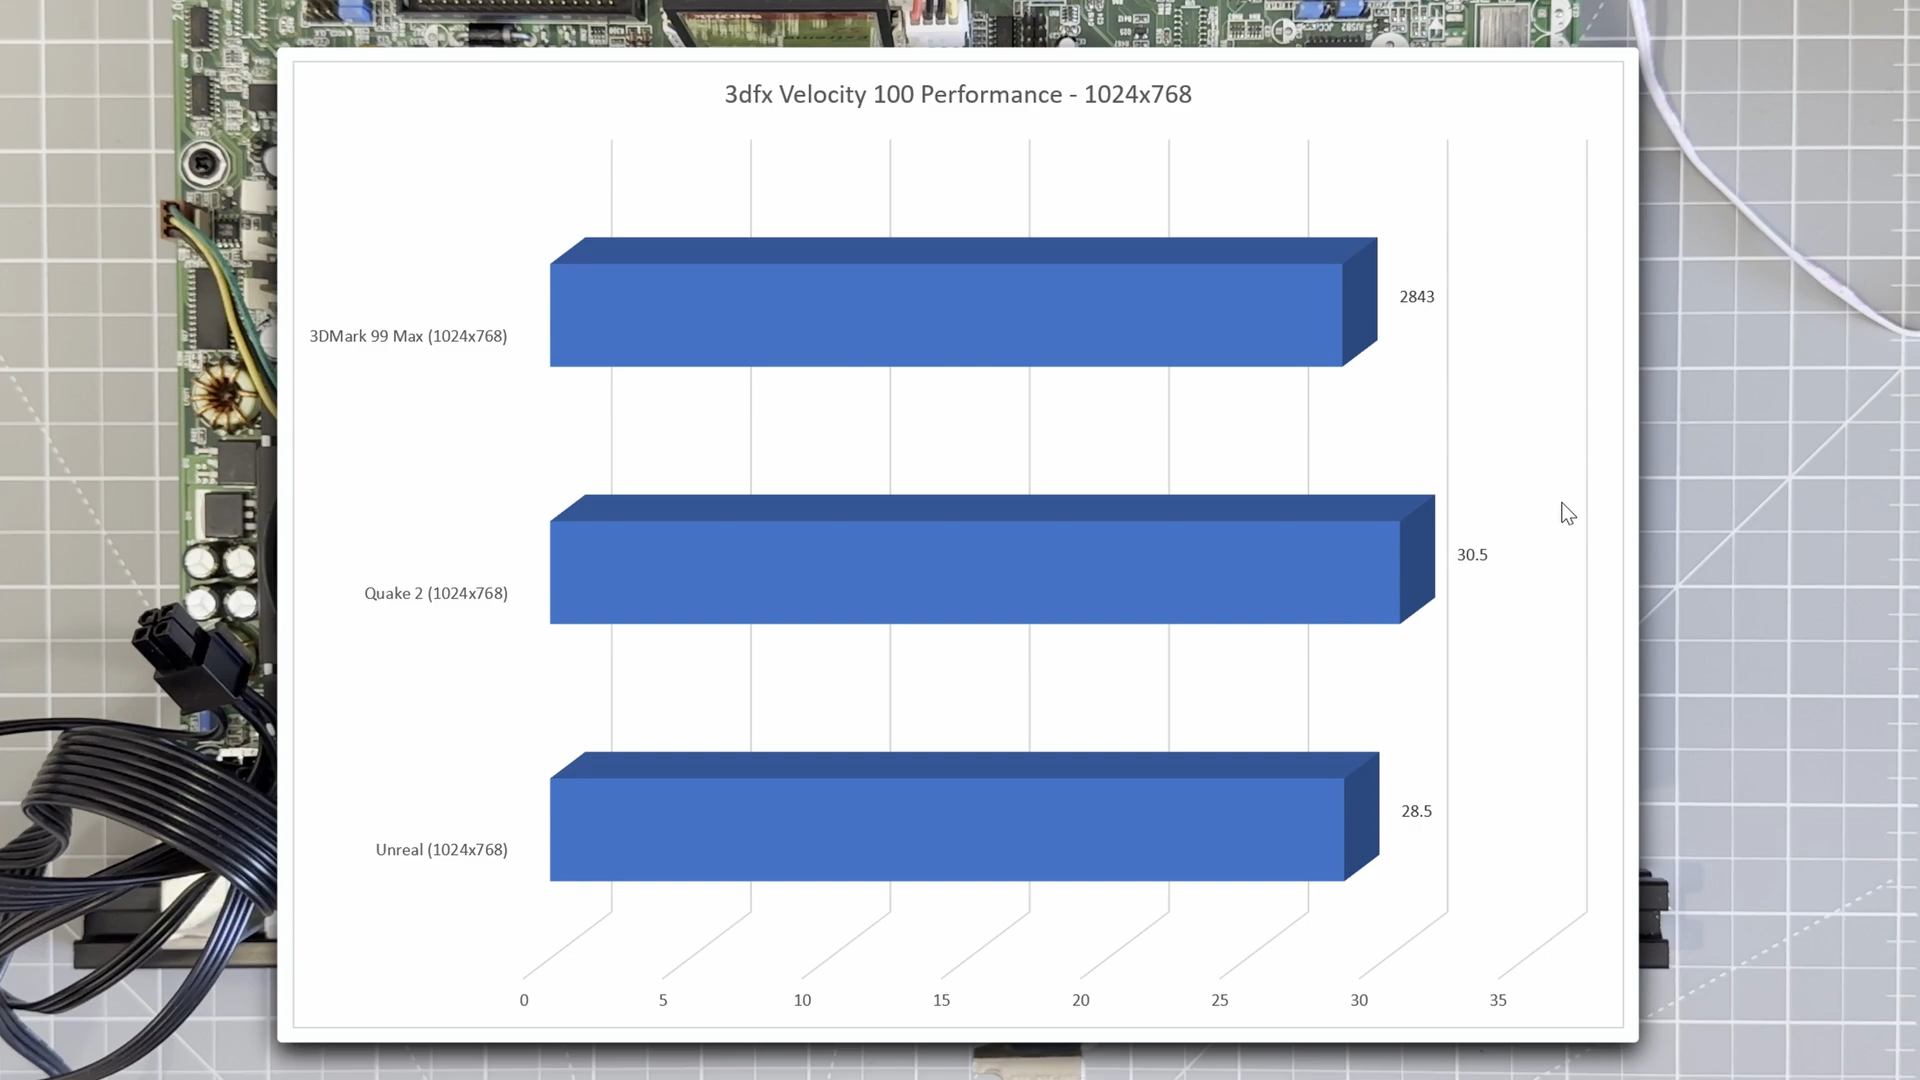 3dfx Velocity 100 Performance - 1024x768
3DMark 99 Max (1024x768)
2843
Quake 2 (1024x768)
30.5
Unreal (1024x768)
28.5
0 5 10 15 20 25 30 35